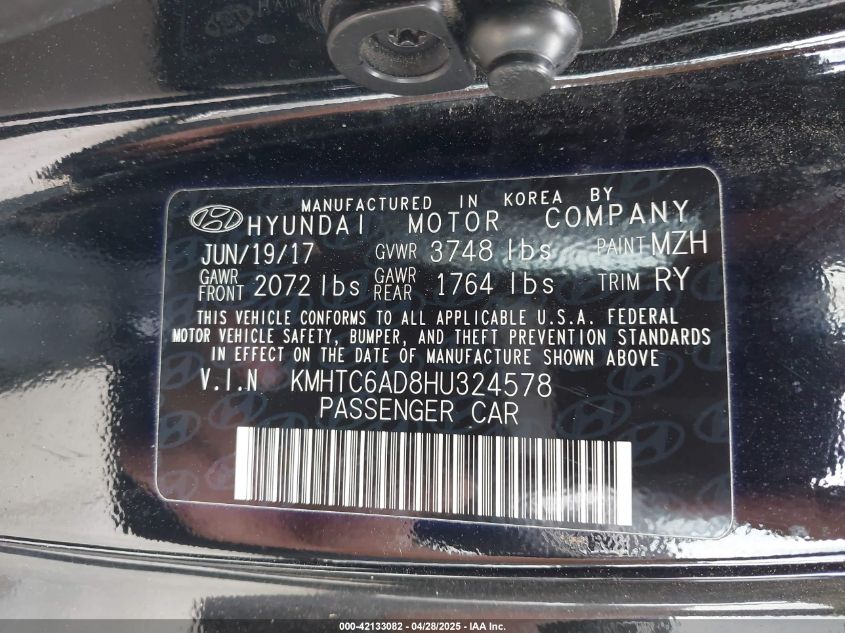 MANUFACTURED IN KOREA BY
HYUNDAI MOTOR COMPANY
JUN/19/17 GVWR 3748 lbs PAINT MZH
GAWR FRONT 2072 lbs GAWR REAR 1764 lbs TRIM RY
THIS VEHICLE CONFORMS TO ALL APPLICABLE U.S.A. FEDERAL
MOTOR VEHICLE SAFETY, BUMPER, AND THEFT PREVENTION STANDARDS
IN EFFECT ON THE DATE OF MANUFACTURE SHOWN ABOVE
V.I.N KMHTC6AD8HU324578
PASSENGER CAR
000-42133082 - 04/28/2025 - IAA Inc.